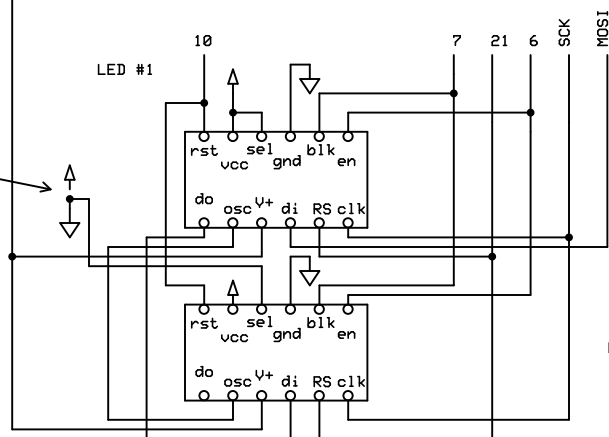 10 7 21 6 SCK MOSI
LED #1
rst vcc sel gnd blk en
do osc V+ di RS clk
rst vcc sel gnd blk en
do osc V+ di RS clk